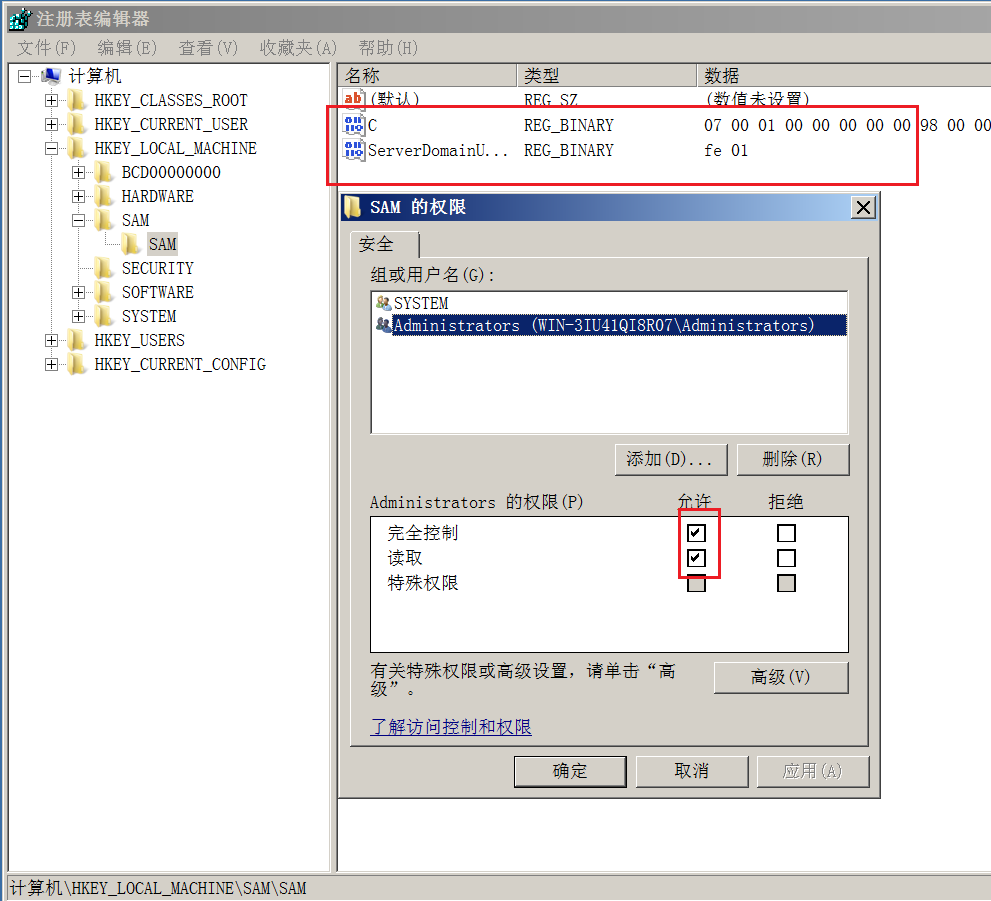 注册表编辑器
文件(F) 编辑(E) 查看(V) 收藏夹(A) 帮助(H)
计算机
HKEY_CLASSES_ROOT
HKEY_CURRENT_USER
HKEY_LOCAL_MACHINE
BCD00000000
HARDWARE
SAM
SAM
SECURITY
SOFTWARE
SYSTEM
HKEY_USERS
HKEY_CURRENT_CONFIG
名称 类型 数据
(默认) REG_SZ (数值未设置)
C REG_BINARY 07 00 01 00 00 00 00 00 98 00 00
ServerDomainU... REG_BINARY fe 01
SAM 的权限
安全
组或用户名(G):
SYSTEM
Administrators (WIN-3IU41QI8R07\Administrators)
添加(D)... 删除(R)
Administrators 的权限(P) 允许 拒绝
完全控制
读取
特殊权限
有关特殊权限或高级设置，请单击“高
级”。
高级(V)
了解访问控制和权限
确定 取消 应用(A)
计算机\HKEY_LOCAL_MACHINE\SAM\SAM